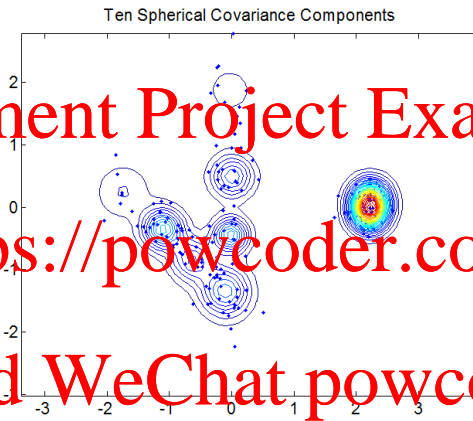 Ten Spherical Covariance Components
2
ment Project Exa
1
0
ps://powcoder.co
-1
-2
d WeChat powco
-3
-3 -2 -1 0 1 2 3